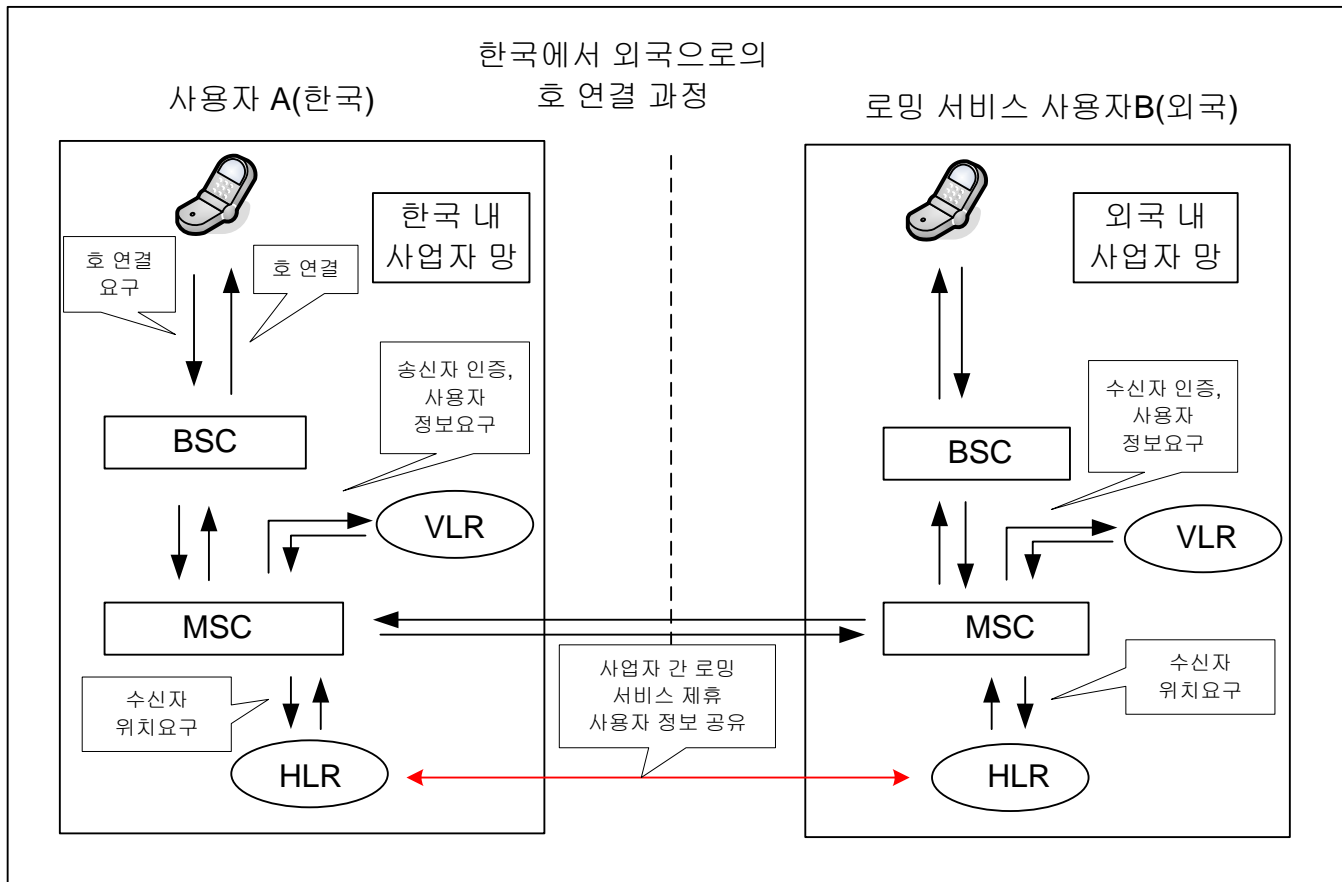 한국에서 외국으로의
호 연결 과정
사용자 A(한국)
로밍 서비스 사용자B(외국)
한국 내
사업자 망
호 연결
요구
호 연결
송신자 인증,
사용자
정보요구
BSC
VLR
MSC
수신자
위치요구
HLR
사업자 간 로밍
서비스 제휴
사용자 정보 공유
외국 내
사업자 망
수신자 인증,
사용자
정보요구
BSC
VLR
MSC
수신자
위치요구
HLR